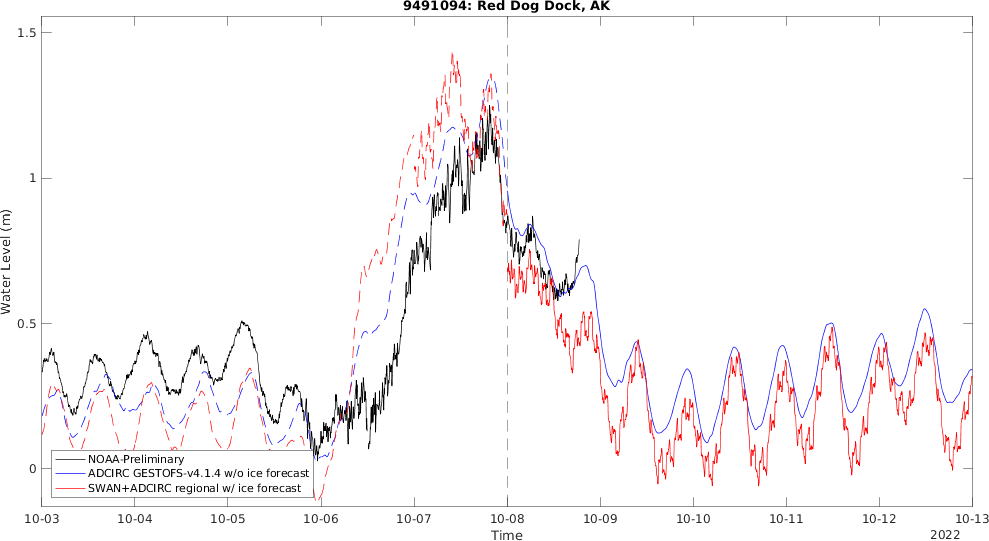 9491094: Red Dog Dock, AK
1.5
1
0.5
0
Water Level (m)
NOAA-Preliminary
ADCIRC GESTOFS-v4.1.4 w/o ice forecast
SWAN+ADCIRC regional w/ ice forecast
10-03 10-04 10-05 10-06 10-07 10-08 10-09 10-10 10-11 10-12 10-13
Time
2022